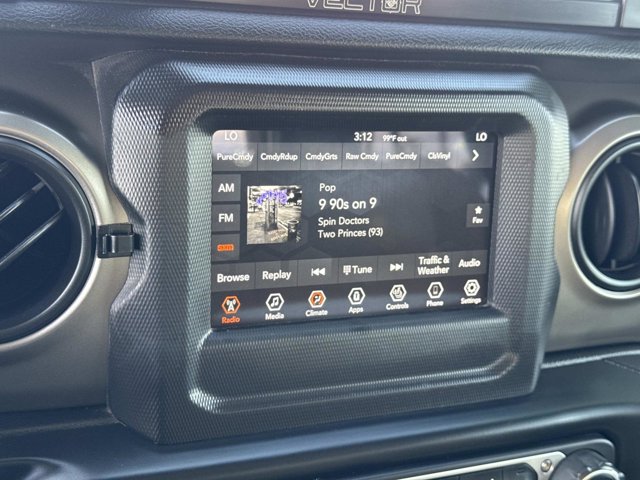 VECTOR
LO 3:12 99°F out LO
PureCmdy CmdyRdup CmdyGrts Raw Cmdy PureCmdy ClsVinyl
AM
Pop
FM
9 90s on 9
Spin Doctors
Two Princes (93)
Fav
Browse Replay Tune Traffic & Weather Audio
Radio Media Climate Apps Controls Phone Settings